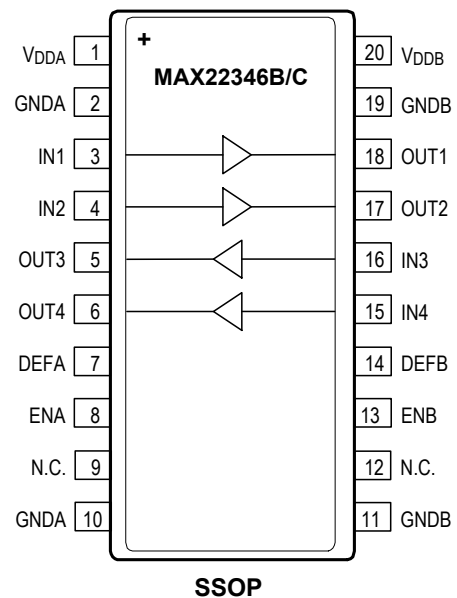 +
MAX22346B/C
VDDA 1 20 VDDB
GNDA 2 19 GNDB
IN1 3 18 OUT1
IN2 4 17 OUT2
OUT3 5 16 IN3
OUT4 6 15 IN4
DEFA 7 14 DEFB
ENA 8 13 ENB
N.C. 9 12 N.C.
GNDA 10 11 GNDB
SSOP